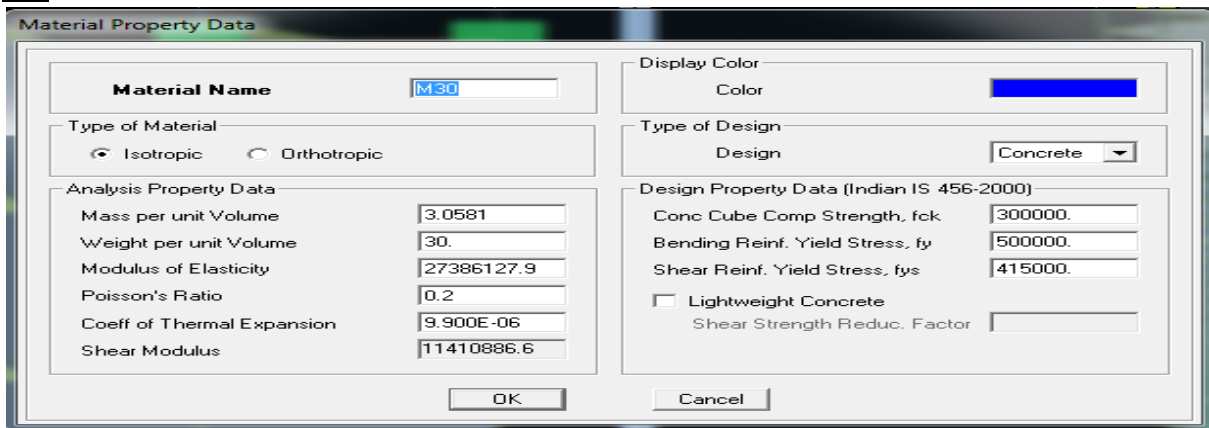 Material Property Data
Material Name M30
Display Color
Color
Type of Material
Isotropic Orthotropic
Type of Design
Design Concrete
Analysis Property Data
Mass per unit Volume 3.0581
Weight per unit Volume 30.
Modulus of Elasticity 27386127.9
Poisson's Ratio 0.2
Coeff of Thermal Expansion 9.900E-06
Shear Modulus 11410886.6
Design Property Data (Indian IS 456-2000)
Conc Cube Comp Strength, fck 300000.
Bending Reinf. Yield Stress, fy 500000.
Shear Reinf. Yield Stress, fys 415000.
Lightweight Concrete
Shear Strength Reduc. Factor
OK Cancel